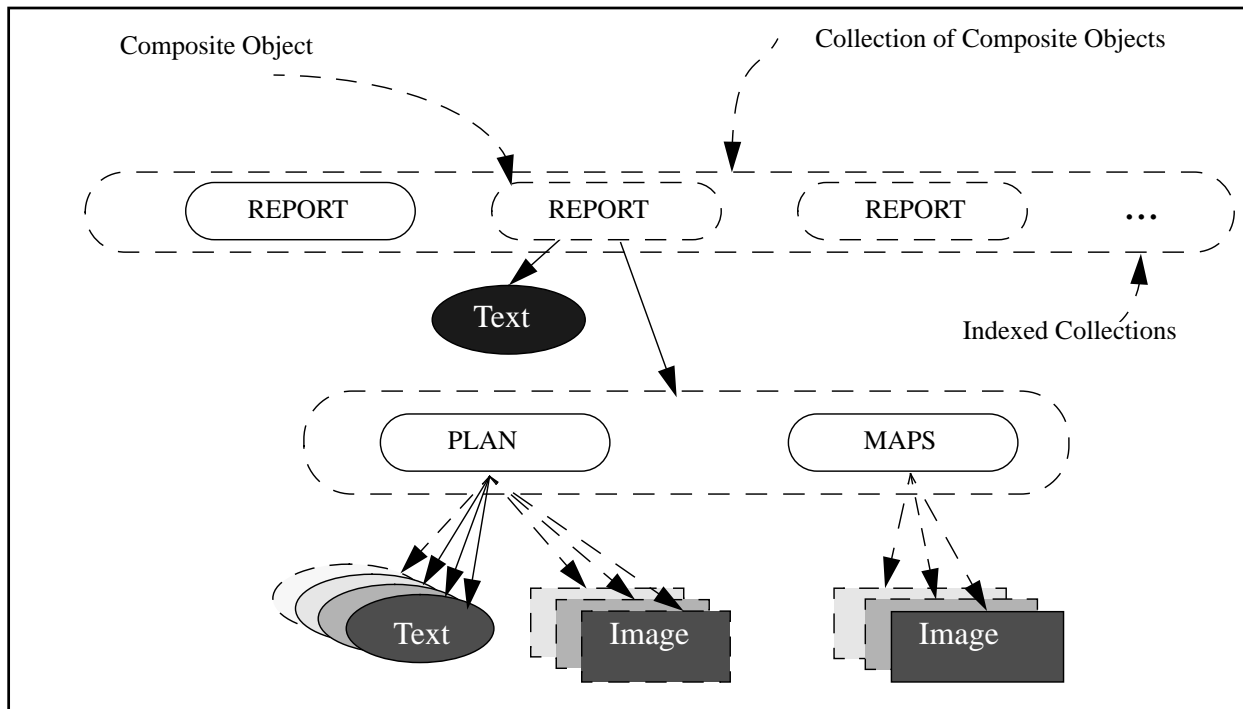 Composite Object
Collection of Composite Objects
REPORT
REPORT
REPORT
...
Text
Indexed Collections
PLAN
MAPS
Text
Image
Image